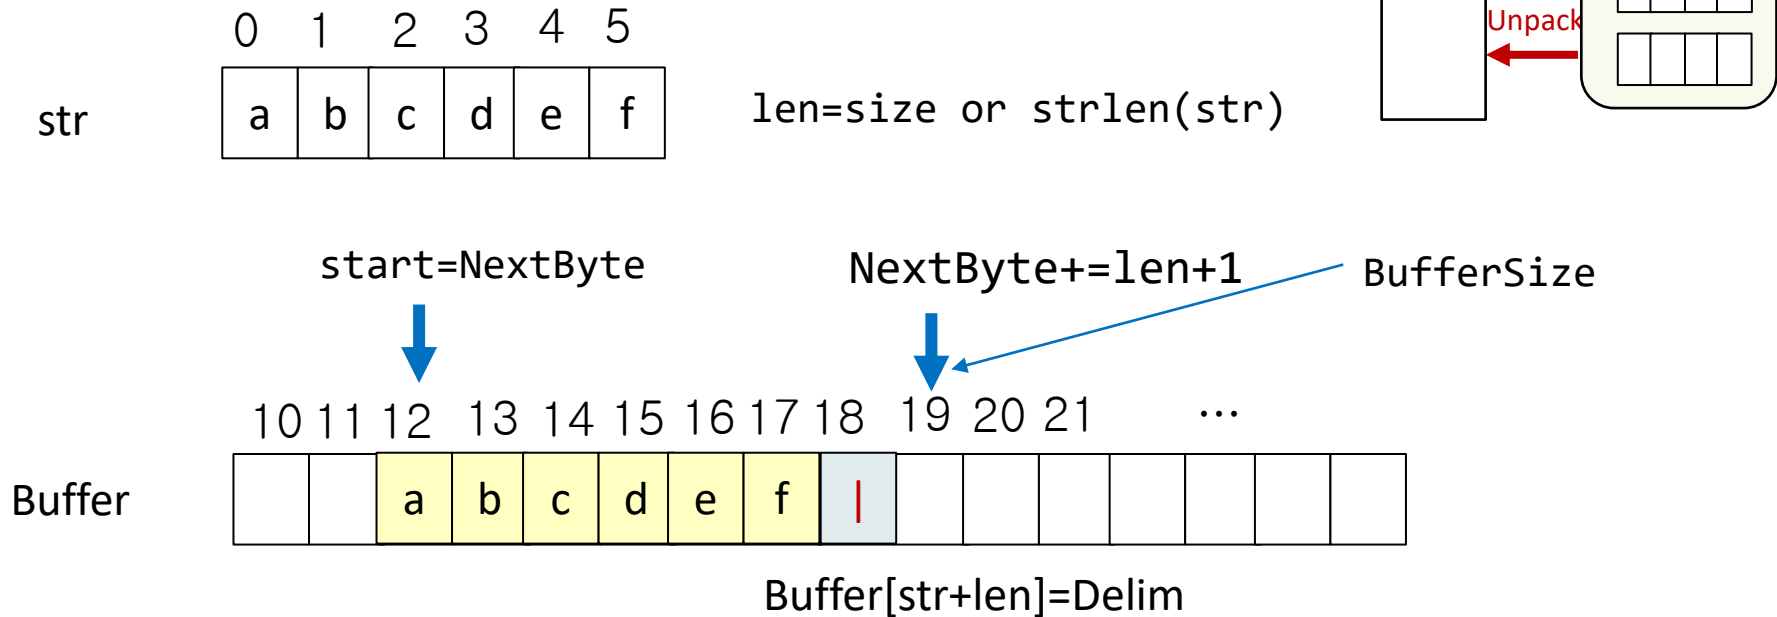 0 1 2 3 4 5
Unpack
str a b c d e f len=size or strlen(str)
start=NextByte NextByte+=len+1 BufferSize
10 11 12 13 14 15 16 17 18 19 20 21 ...
Buffer a b c d e f |
Buffer[str+len]=Delim